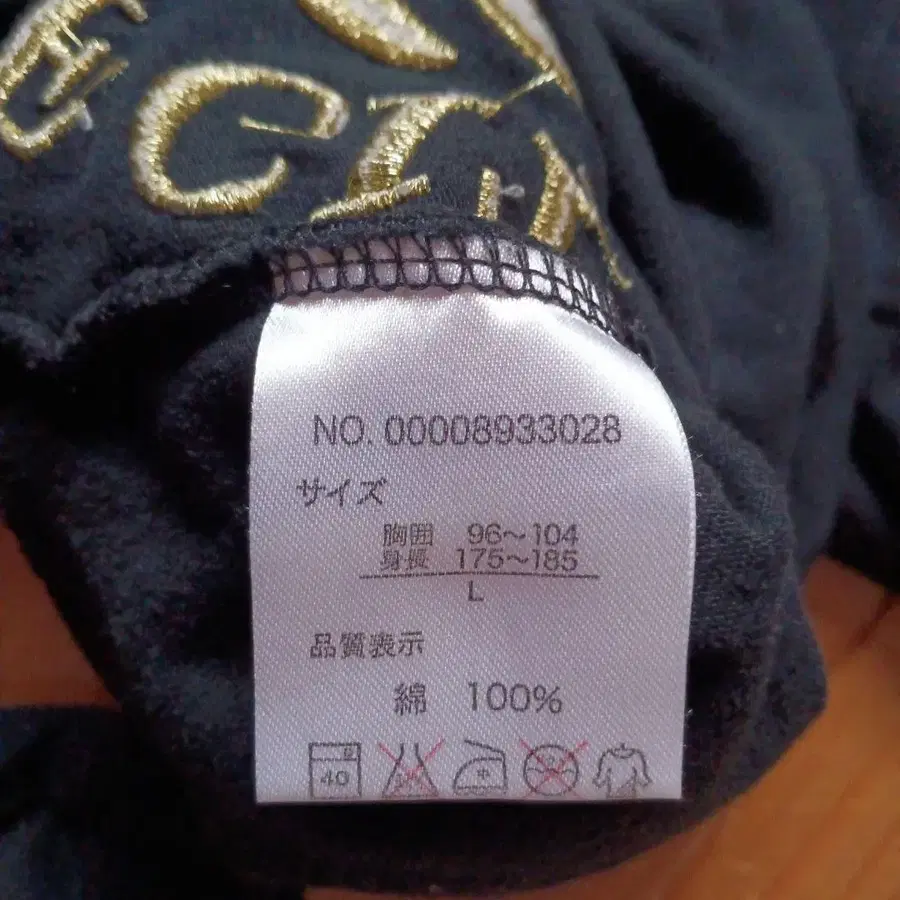 NO. 00008933028
サイズ
胸囲 96〜104
身長 175〜185
L
品質表示
綿 100%
40 中